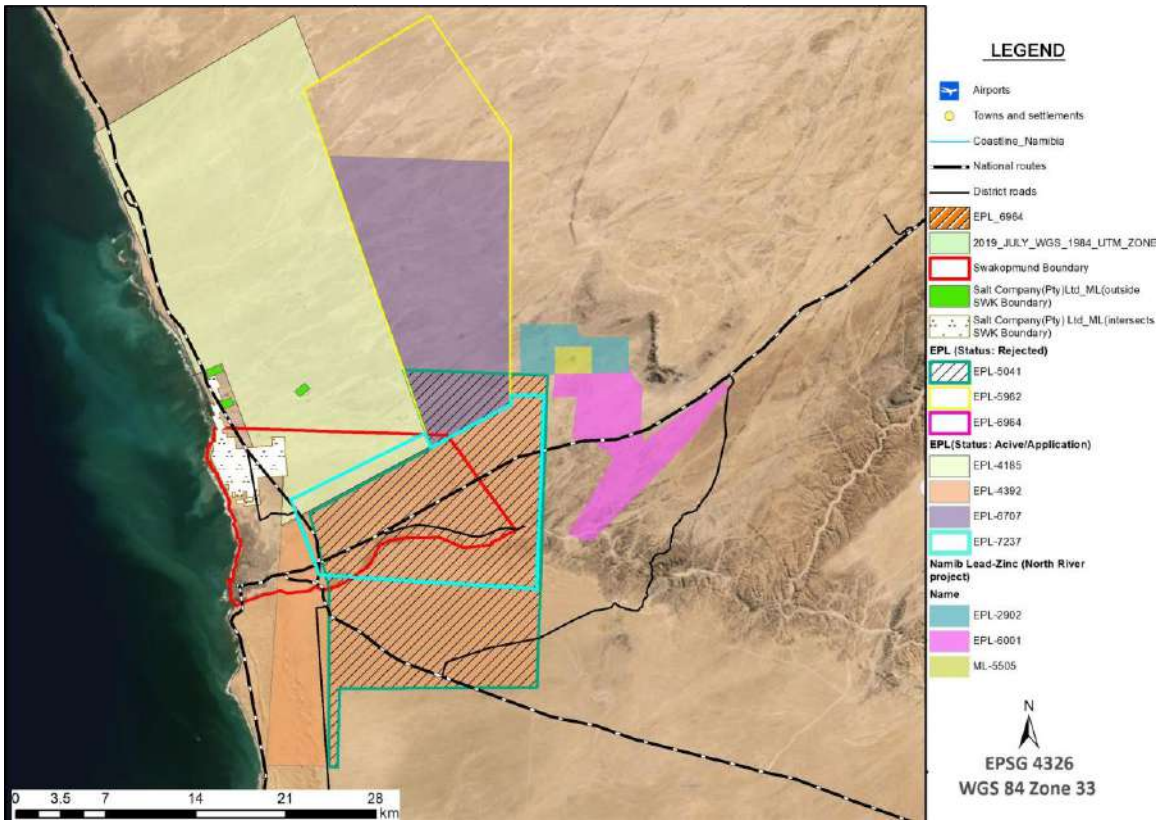 LEGEND
Airports
Towns and settlements
Coastline_Namibia
National routes
District roads
EPL_6984
2019_JULY_WGS_1984_UTM_ZONE
Swakopmund Boundary
Salt Company(Pty)Ltd_ML(outside
SWK Boundary)
Salt Company(Pty) Ltd_ML(intersects
SWK Boundary)
EPL (Status: Rejected)
EPL-5041
EPL-5982
EPL-6984
EPL(Status: Acive/Application)
EPL-4185
EPL-4392
EPL-6707
EPL-7237
Namib Lead-Zinc (North River
project)
Name
EPL-2902
EPL-6001
ML-5505
N
EPSG 4326
WGS 84 Zone 33
0 3.5 7 14 21 28
km